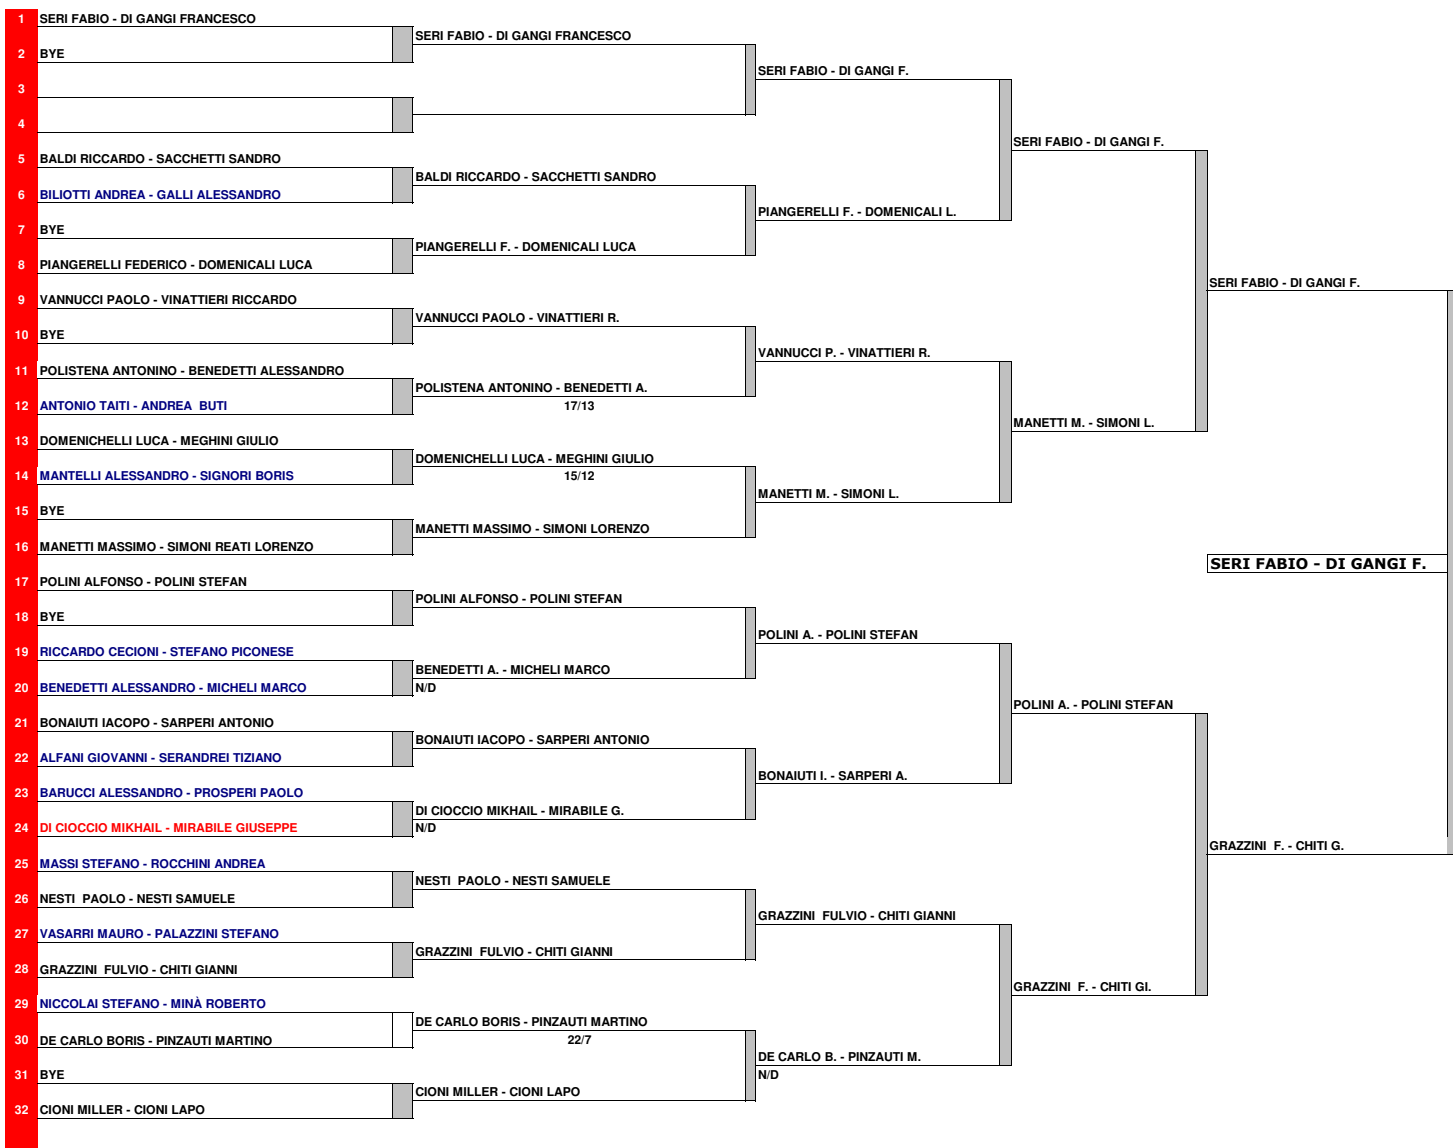 1 SERI FABIO - DI GANGI FRANCESCO
SERI FABIO - DI GANGI FRANCESCO
2 BYE
SERI FABIO - DI GANGI F.
3
4
SERI FABIO - DI GANGI F.
5 BALDI RICCARDO - SACCHETTI SANDRO
BALDI RICCARDO - SACCHETTI SANDRO
6 BILIOTTI ANDREA - GALLI ALESSANDRO
PIANGERELLI F. - DOMENICALI L.
7 BYE
PIANGERELLI F. - DOMENICALI LUCA
8 PIANGERELLI FEDERICO - DOMENICALI LUCA
SERI FABIO - DI GANGI F.
9 VANNUCCI PAOLO - VINATTIERI RICCARDO
VANNUCCI PAOLO - VINATTIERI R.
10 BYE
VANNUCCI P. - VINATTIERI R.
11 POLISTENA ANTONINO - BENEDETTI ALESSANDRO
POLISTENA ANTONINO - BENEDETTI A.
12 ANTONIO TAITI - ANDREA  BUTI
17/13
MANETTI M. - SIMONI L.
13 DOMENICHELLI LUCA - MEGHINI GIULIO
DOMENICHELLI LUCA - MEGHINI GIULIO
14 MANTELLI ALESSANDRO - SIGNORI BORIS
15/12
MANETTI M. - SIMONI L.
15 BYE
MANETTI MASSIMO - SIMONI LORENZO
16 MANETTI MASSIMO - SIMONI REATI LORENZO
SERI FABIO - DI GANGI F.
17 POLINI ALFONSO - POLINI STEFAN
POLINI ALFONSO - POLINI STEFAN
18 BYE
POLINI A. - POLINI STEFAN
19 RICCARDO CECIONI - STEFANO PICONESE
BENEDETTI A. - MICHELI MARCO
20 BENEDETTI ALESSANDRO - MICHELI MARCO
N/D
POLINI A. - POLINI STEFAN
21 BONAIUTI IACOPO - SARPERI ANTONIO
BONAIUTI IACOPO - SARPERI ANTONIO
22 ALFANI GIOVANNI - SERANDREI TIZIANO
BONAIUTI I. - SARPERI A.
23 BARUCCI ALESSANDRO - PROSPERI PAOLO
DI CIOCCIO MIKHAIL - MIRABILE G.
24 DI CIOCCIO MIKHAIL - MIRABILE GIUSEPPE
N/D
GRAZZINI  F. - CHITI G.
25 MASSI STEFANO - ROCCHINI ANDREA
NESTI  PAOLO - NESTI SAMUELE
26 NESTI  PAOLO - NESTI SAMUELE
GRAZZINI  FULVIO - CHITI GIANNI
27 VASARRI MAURO - PALAZZINI STEFANO
GRAZZINI  FULVIO - CHITI GIANNI
28 GRAZZINI  FULVIO - CHITI GIANNI
GRAZZINI  F. - CHITI GI.
29 NICCOLAI STEFANO - MINÀ ROBERTO
DE CARLO BORIS - PINZAUTI MARTINO
30 DE CARLO BORIS - PINZAUTI MARTINO
22/7
DE CARLO B. - PINZAUTI M.
31 BYE
N/D
CIONI MILLER - CIONI LAPO
32 CIONI MILLER - CIONI LAPO